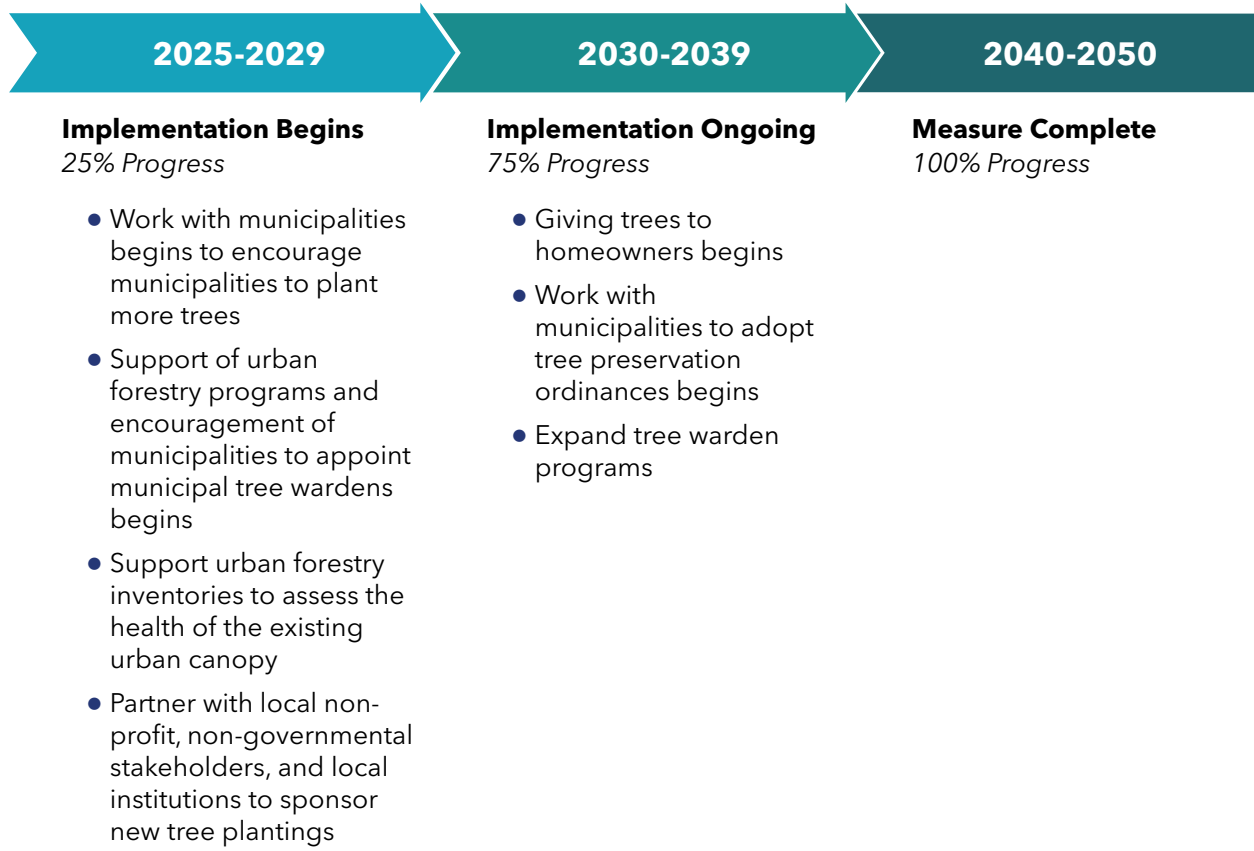 2025-2029
Implementation Begins
25% Progress
● Work with municipalities
begins to encourage
municipalities to plant
more trees
● Support of urban
forestry programs and
encouragement of
municipalities to appoint
municipal tree wardens
begins
● Support urban forestry
inventories to assess the
health of the existing
urban canopy
● Partner with local non-
profit, non-governmental
stakeholders, and local
institutions to sponsor
new tree plantings
2030-2039
Implementation Ongoing
75% Progress
● Giving trees to
homeowners begins
● Work with
municipalities to adopt
tree preservation
ordinances begins
● Expand tree warden
programs
2040-2050
Measure Complete
100% Progress